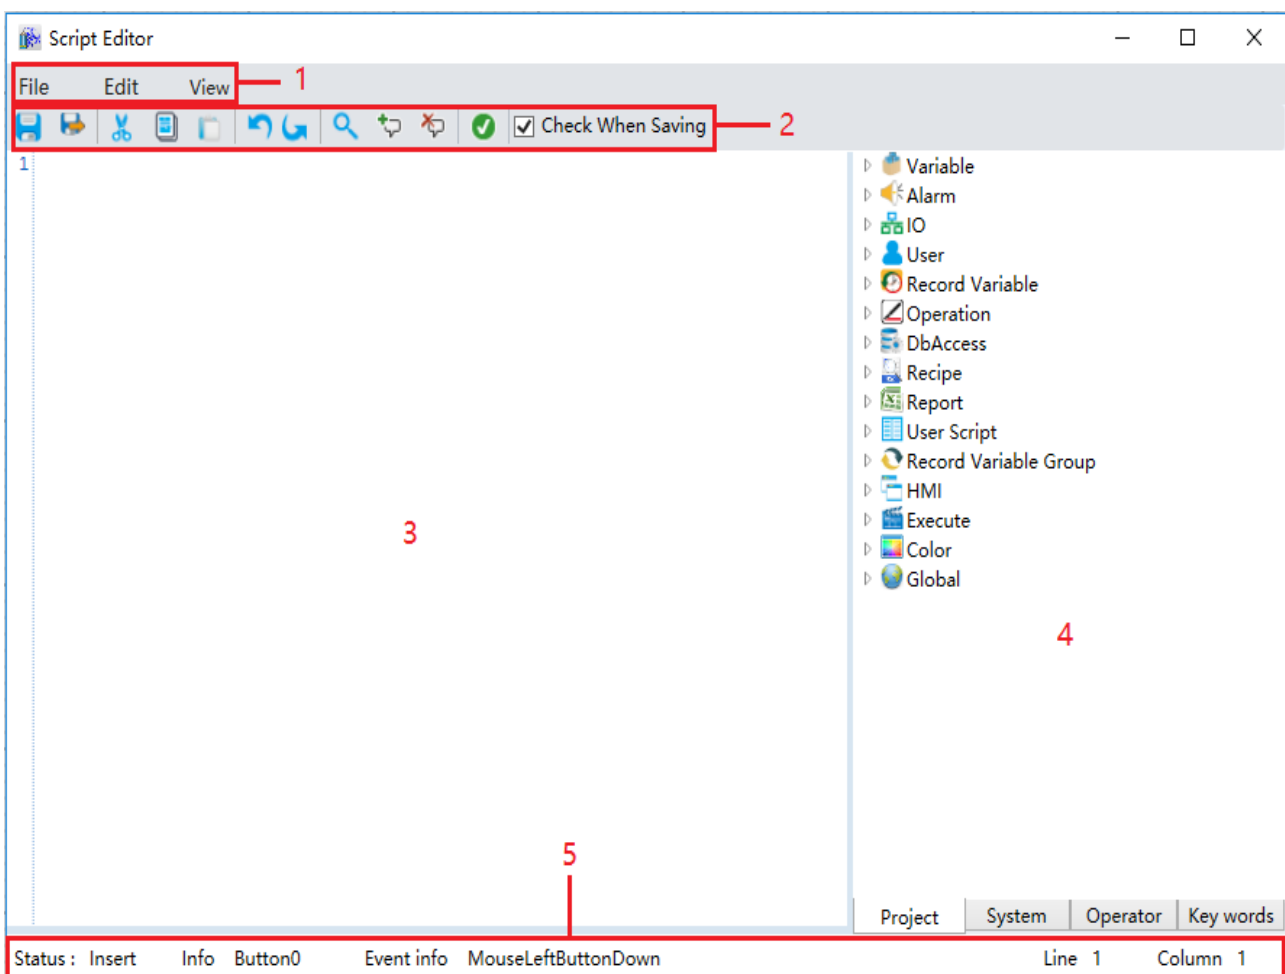 Script Editor
File Edit View 1
Check When Saving 2
1
Variable
Alarm
IO
User
Record Variable
Operation
DbAccess
Recipe
Report
User Script
Record Variable Group
HMI
Execute
Color
Global
3
4
5
Project System Operator Key words
Status : Insert Info Button0 Event info MouseLeftButtonDown Line 1 Column 1